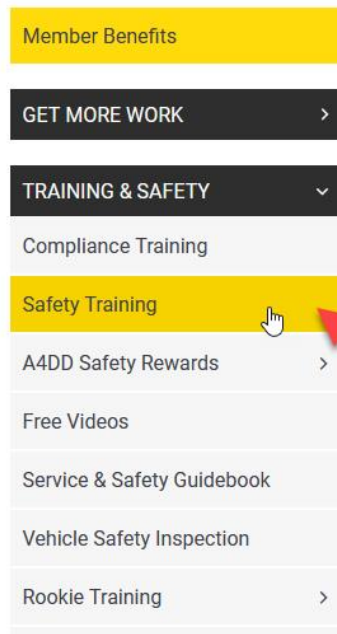 Member Benefits
GET MORE WORK
TRAINING & SAFETY
Compliance Training
Safety Training
A4DD Safety Rewards
Free Videos
Service & Safety Guidebook
Vehicle Safety Inspection
Rookie Training